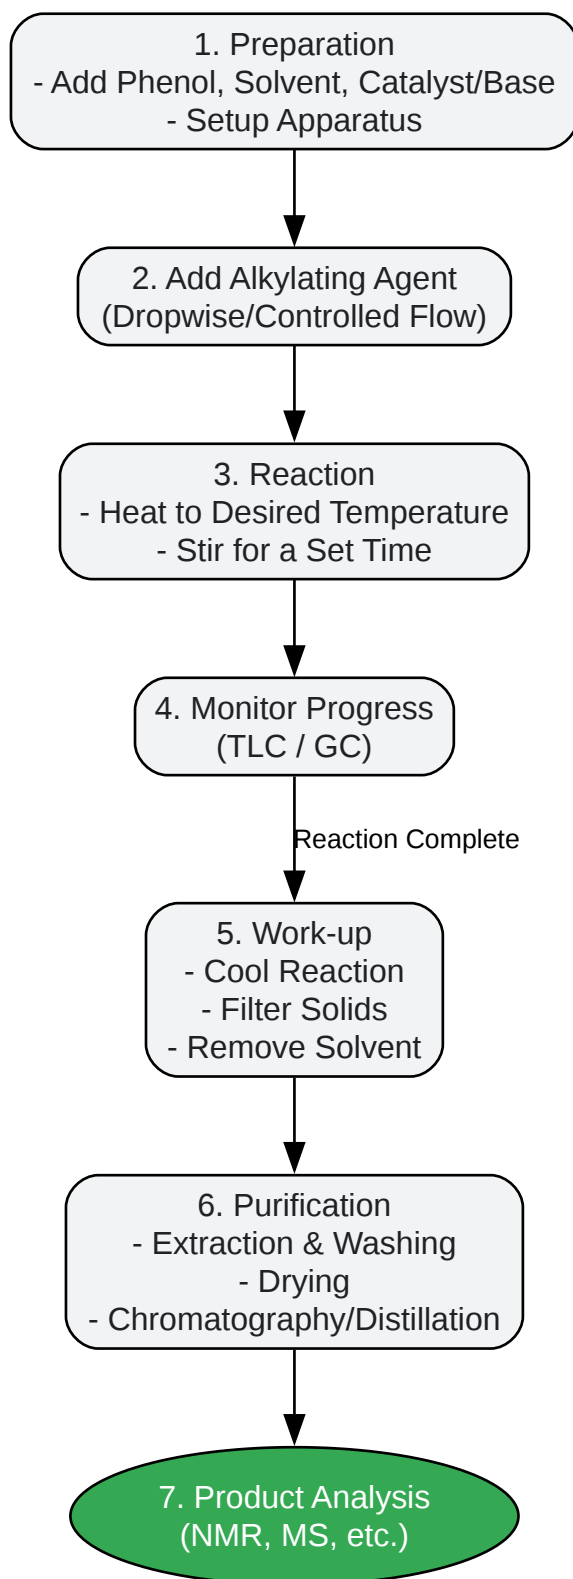 1. Preparation
- Add Phenol, Solvent, Catalyst/Base
- Setup Apparatus
2. Add Alkylating Agent
(Dropwise/Controlled Flow)
3. Reaction
- Heat to Desired Temperature
- Stir for a Set Time
4. Monitor Progress
(TLC / GC)
Reaction Complete
5. Work-up
- Cool Reaction
- Filter Solids
- Remove Solvent
6. Purification
- Extraction & Washing
- Drying
- Chromatography/Distillation
7. Product Analysis
(NMR, MS, etc.)